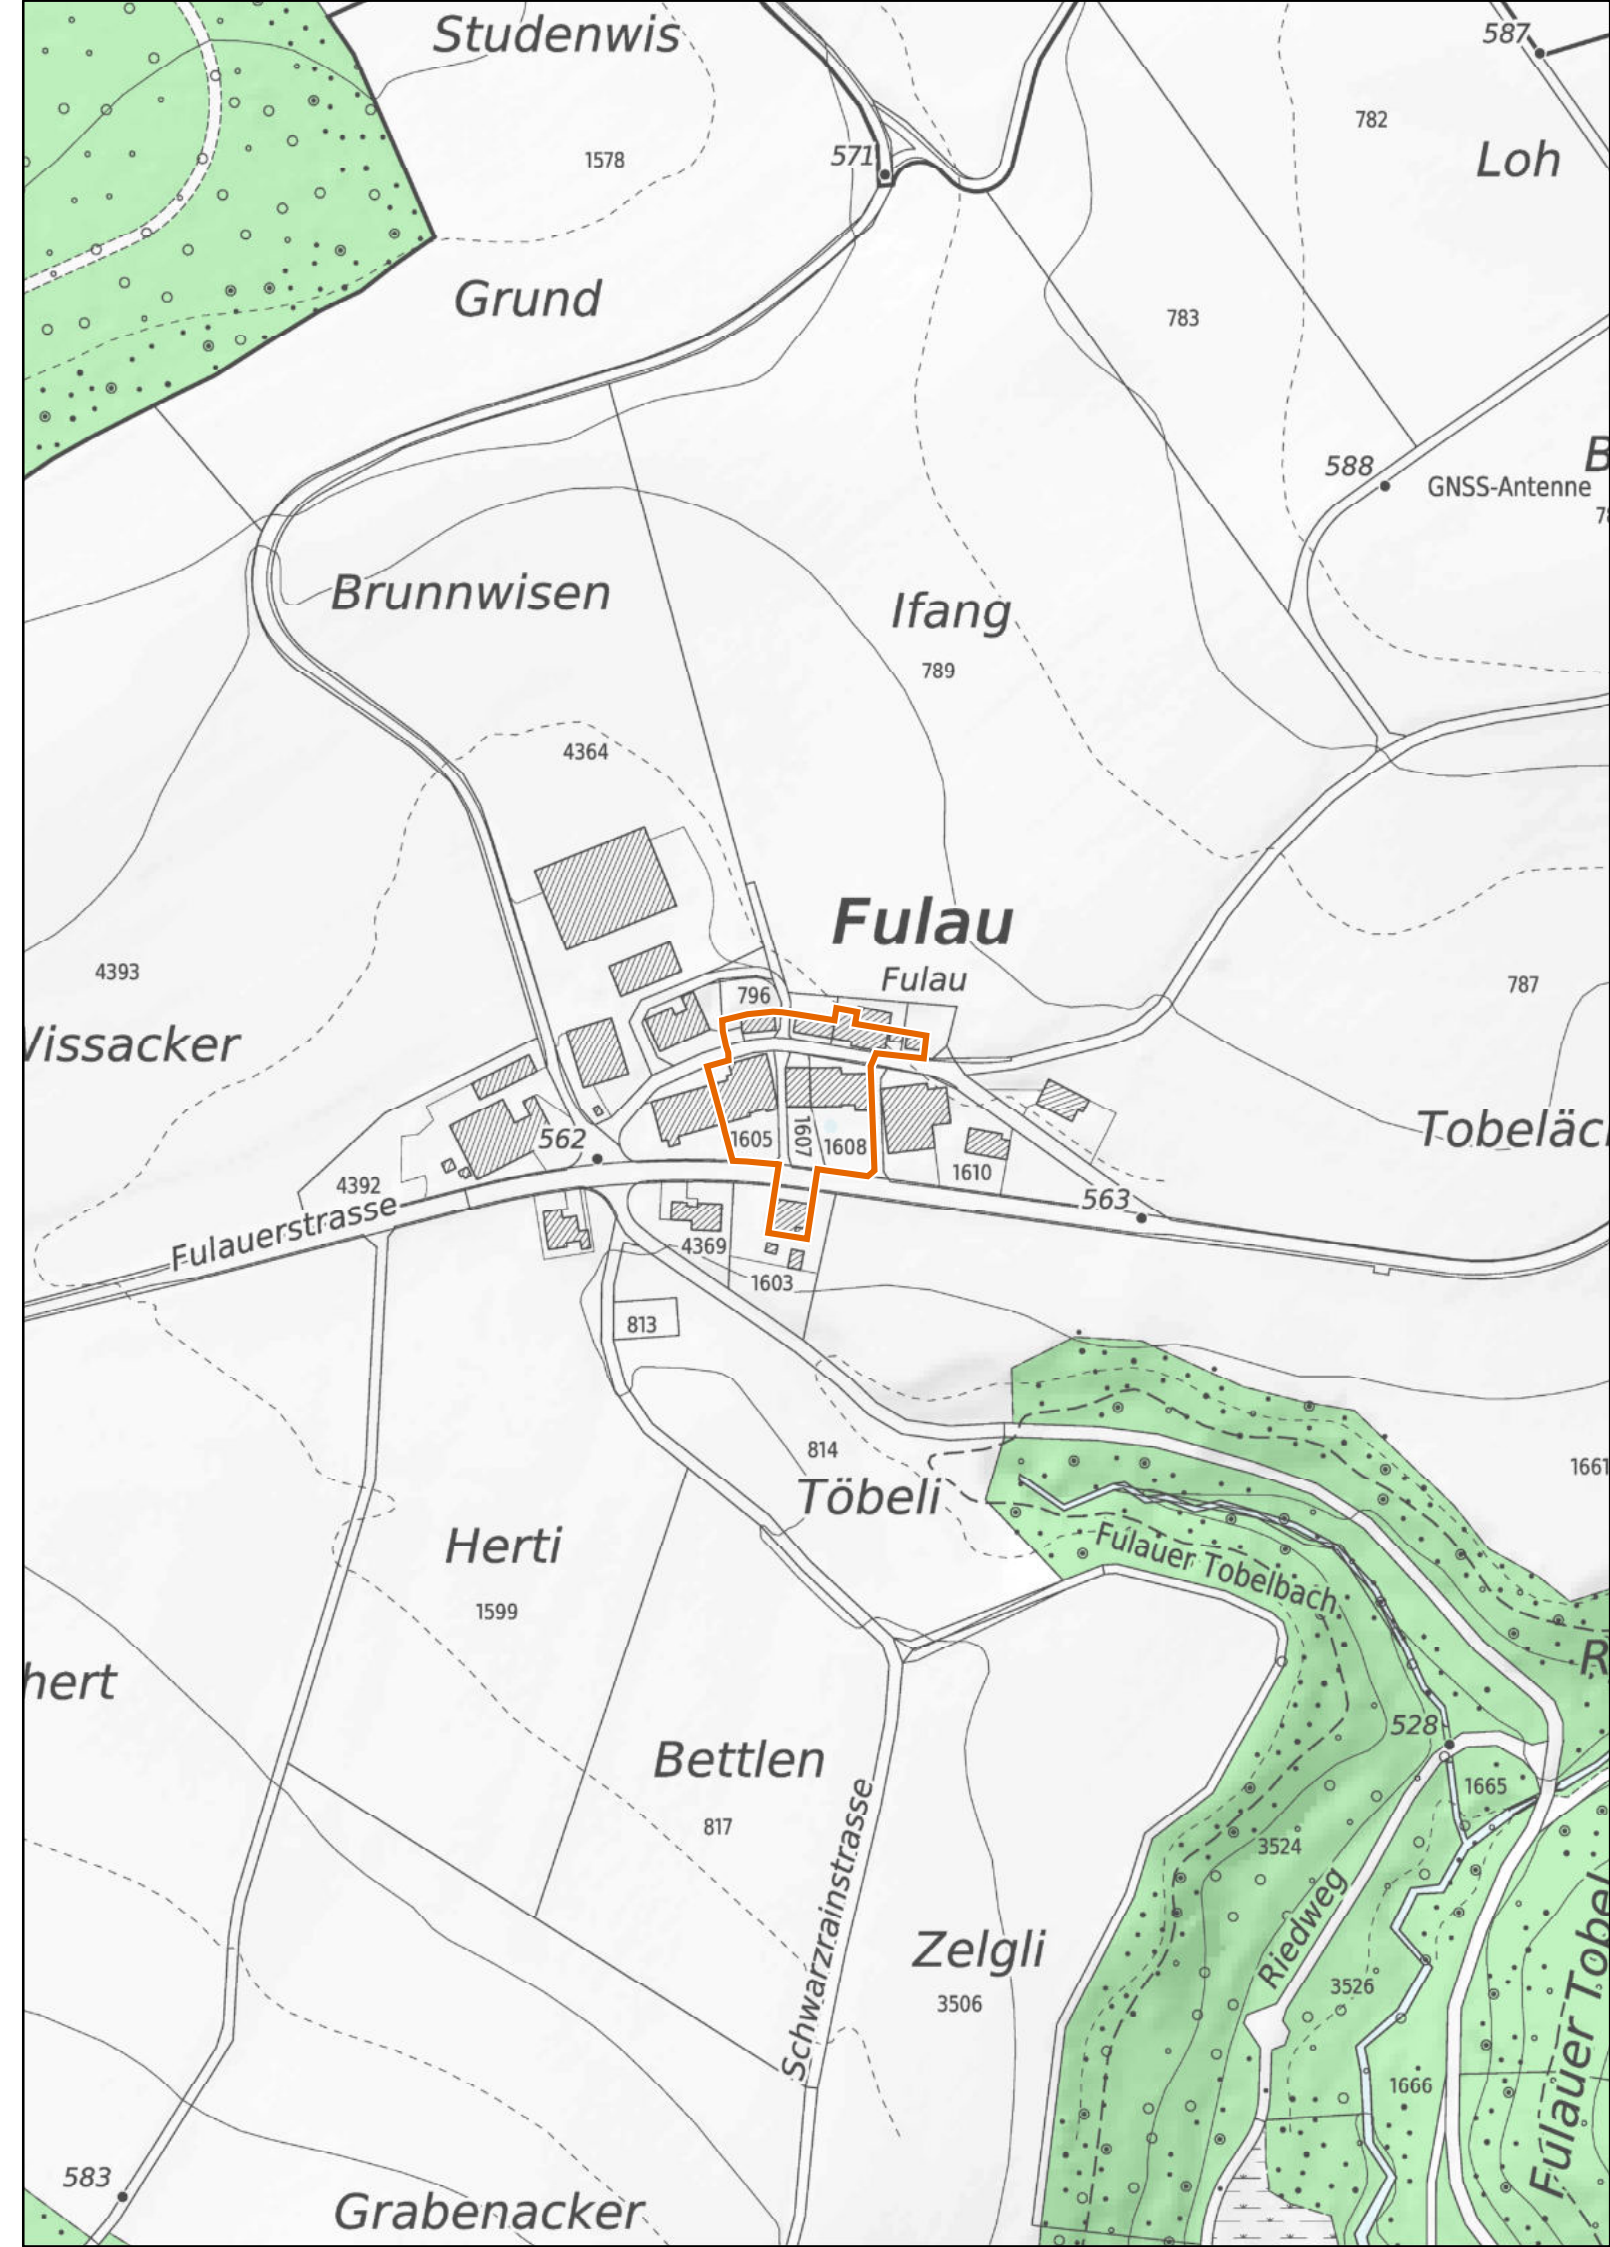 Studenwis
587
782
571
1578
Loh
Grund
783
588
GNSS-Antenne
Brunnwisen
Ifang
789
4364
Fulau
4393
Fulau
787
796
Wissacker
562
1605
1607
1608
Tobeläc
1610
4392
563
Fulauerstrasse
4369
1603
813
814
1661
Töbeli
Herti
Fulauer Tobelbach
1599
hert
R
528
Bettlen
1665
817
3524
Schwarzrainstrasse
Riedweg
Zelgli
3526
3506
Fulauer Tobel
1666
583
Grabenacker